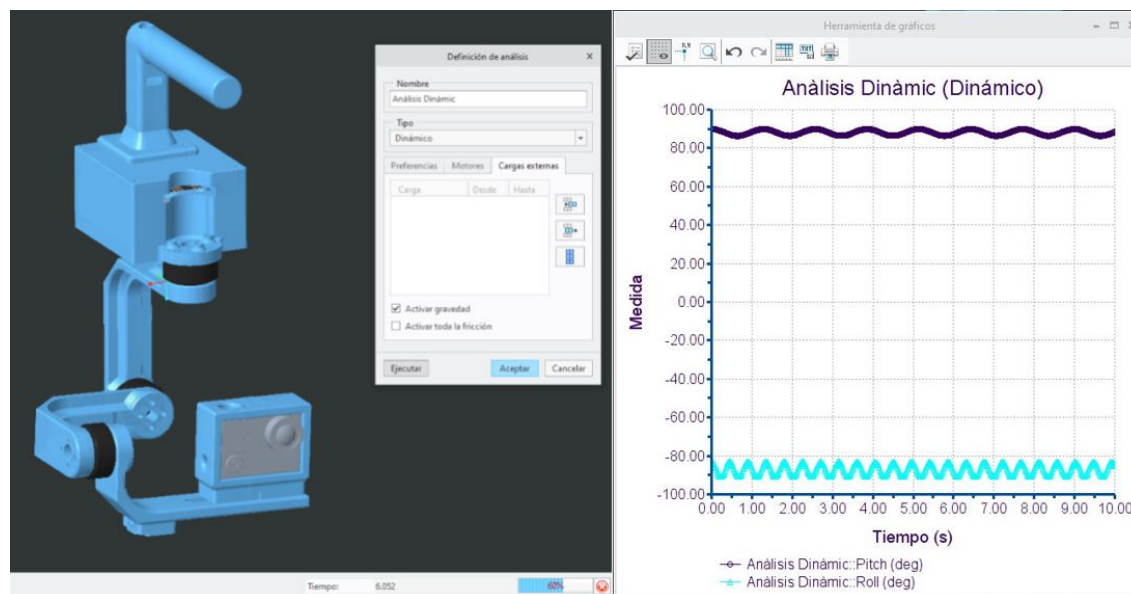 Definición de análisis
Nombre
Anàlisis Dinàmic
Tipo
Dinámico
Preferencias Motores Cargas externas
Carga Desde Hasta
Activar gravedad
Activar toda la fricción
Ejecutar Aceptar Cancelar
Tiempo: 6.052 60%
Herramienta de gráficos
Anàlisis Dinàmic (Dinámico)
Medida
100.00
80.00
60.00
40.00
20.00
0.00
-20.00
-40.00
-60.00
-80.00
-100.00
0.00 1.00 2.00 3.00 4.00 5.00 6.00 7.00 8.00 9.00 10.00
Tiempo (s)
Anàlisis Dinàmic::Pitch (deg)
Anàlisis Dinàmic::Roll (deg)